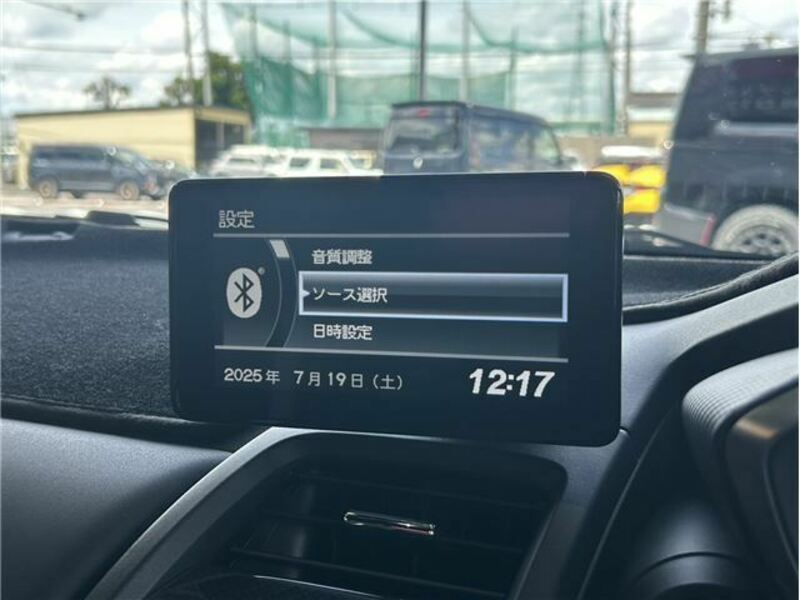 設定
音質調整
ソース選択
日時設定
2025年 7月19日（土） 12:17